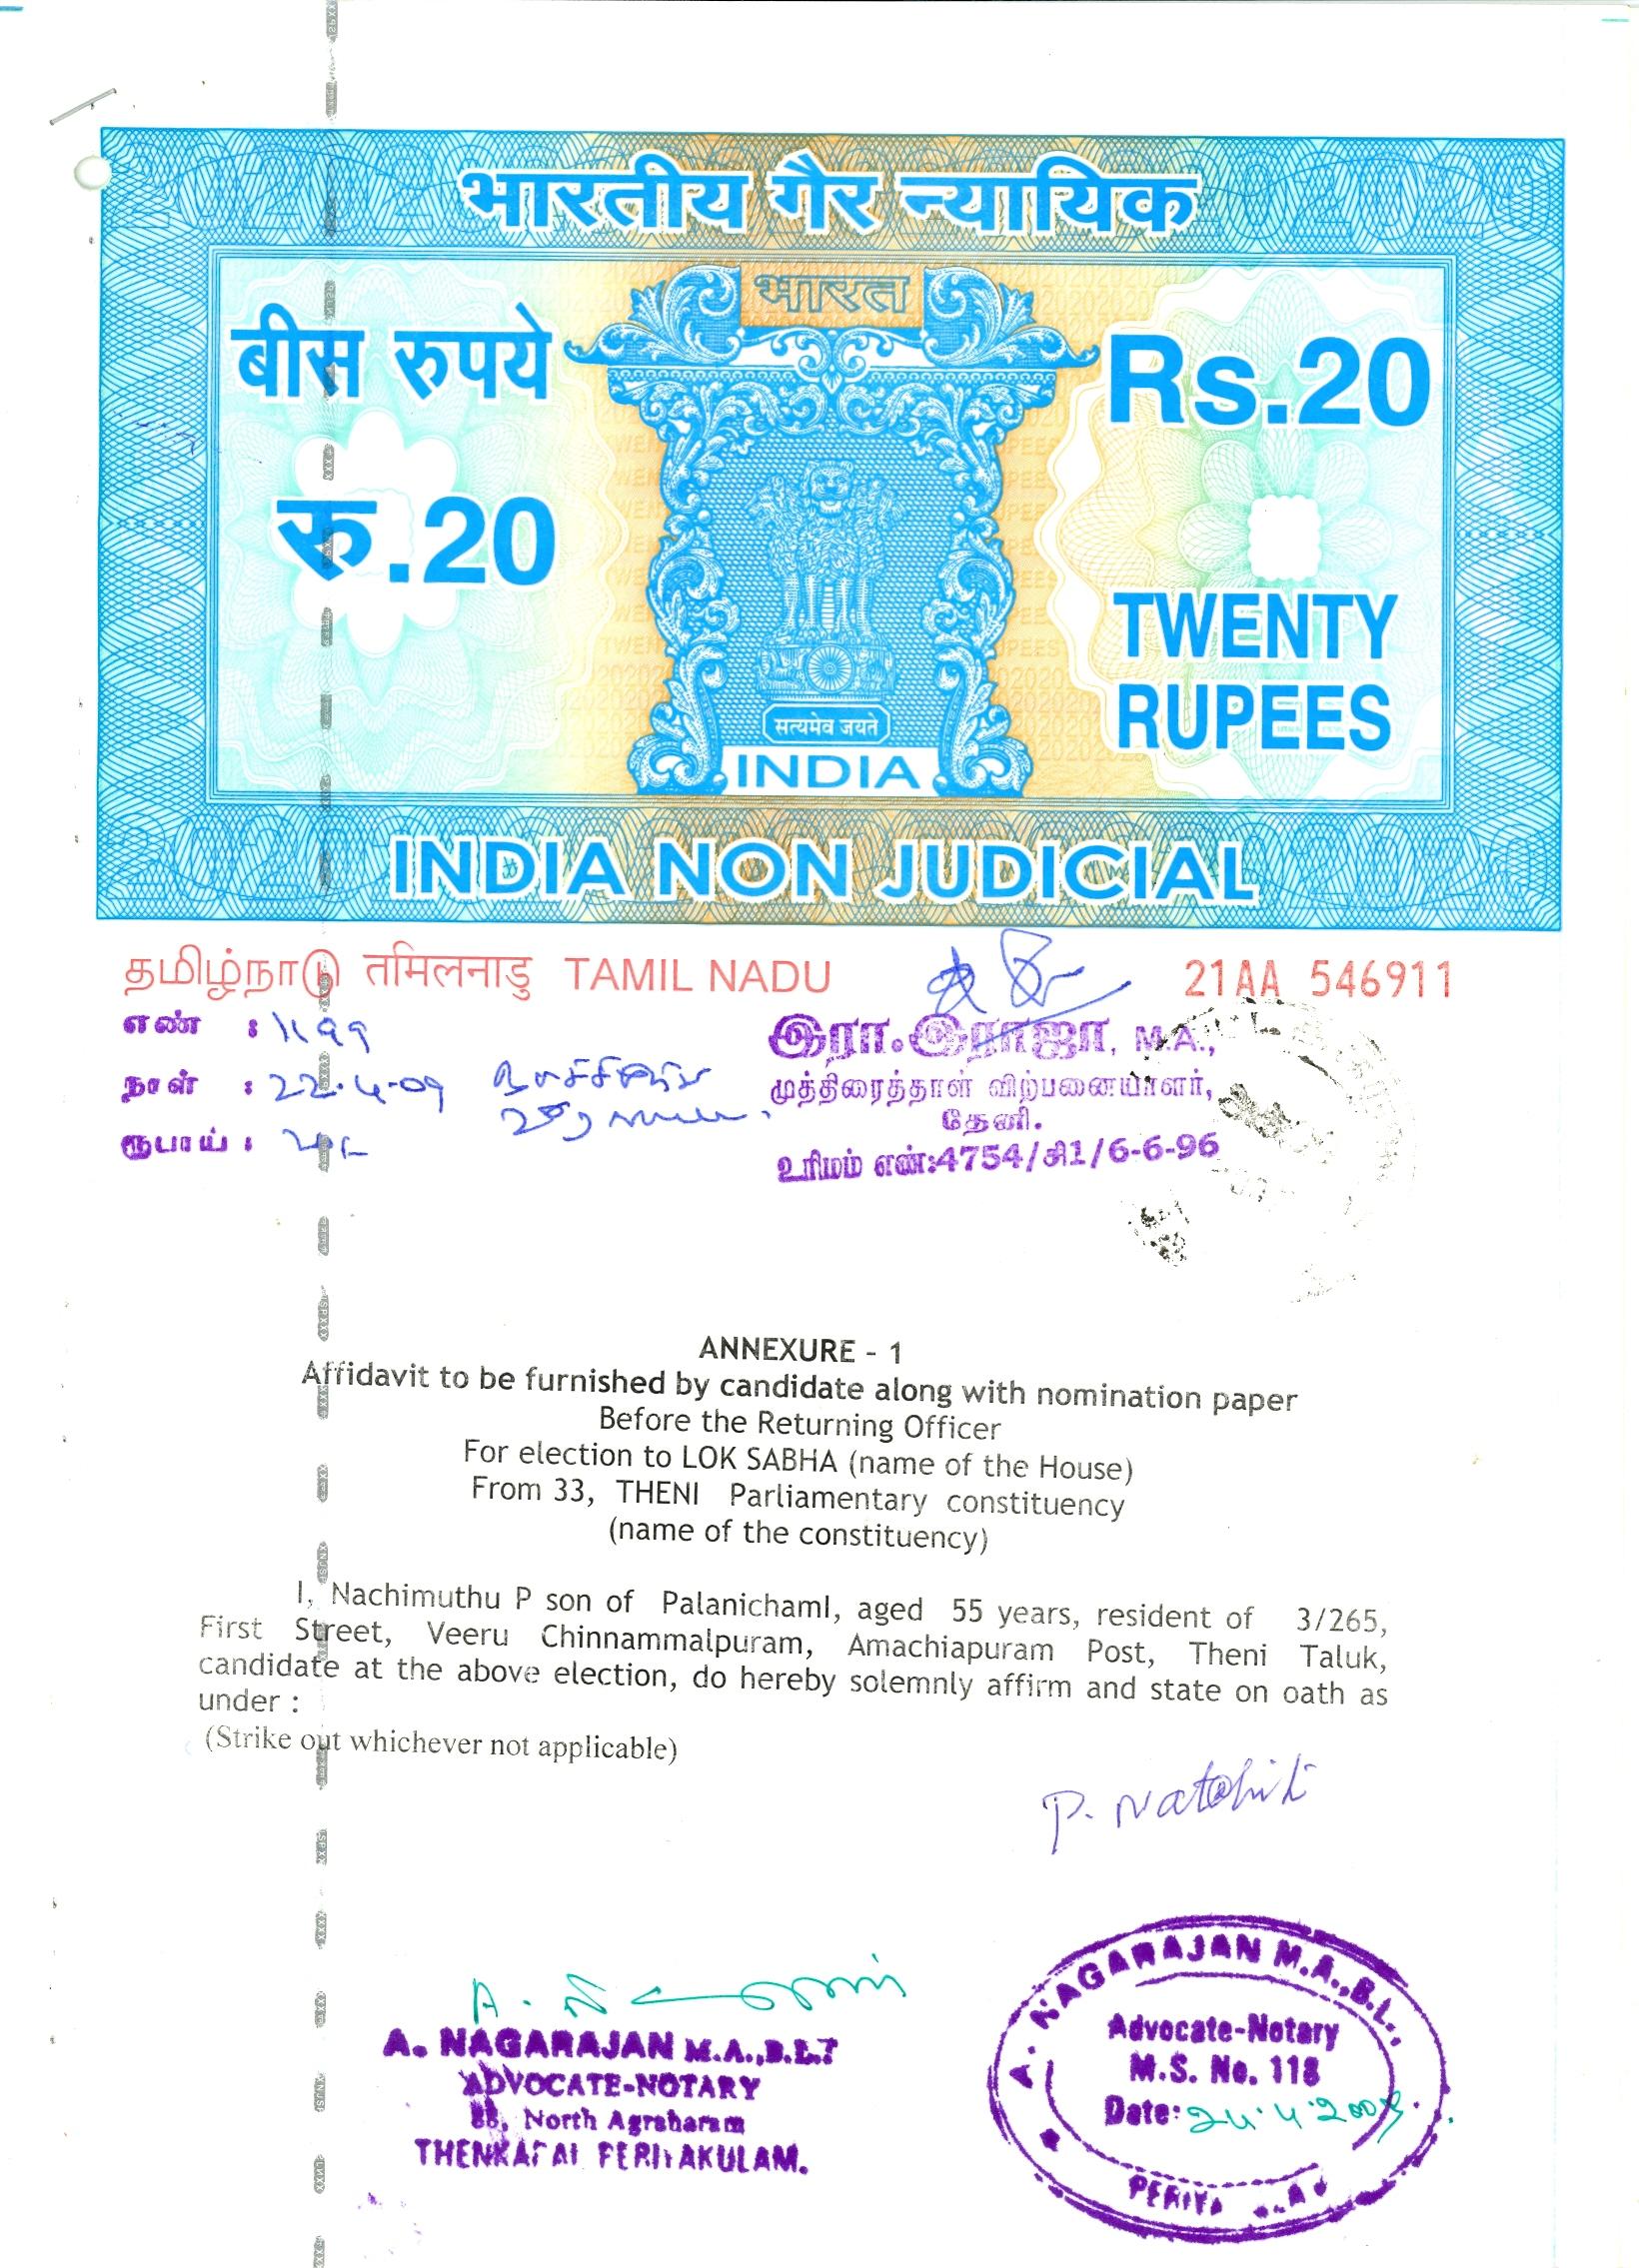 भारतीय गैर न्यायिक
भारत
बीस रुपये
Rs.20
रु.20
TWENTY
RUPEES
सत्यमेव जयते
INDIA
INDIA NON JUDICIAL
தமிழ்நாடு तमिलनाडु TAMIL NADU
21AA 546911
எண் : 1199
இரா. இராஜா, M.A.,
நாள் : 22-4-09
முத்திரைத்தாள் விற்பனையாளர்,
தேனி.
ரூபாய் :
உரிமம் எண்:4754/சி1/6-6-96
ANNEXURE - 1
Affidavit to be furnished by candidate along with nomination paper
Before the Returning Officer
For election to LOK SABHA (name of the House)
From 33, THENI Parliamentary constituency
(name of the constituency)
I, Nachimuthu P son of PalanichamI, aged 55 years, resident of 3/265,
First Street, Veeru Chinnammalpuram, Amachiapuram Post, Theni Taluk,
candidate at the above election, do hereby solemnly affirm and state on oath as
under :
(Strike out whichever not applicable)
P.
A. NAGARAJAN M.A.,B.L.,
ADVOCATE-NOTARY
88, North Agraharam
THENKARAI PERIYAKULAM.
A. NAGARAJAN M.A.,B.L.,
Advocate-Notary
M.S. No. 118
Date: 24.4.2009